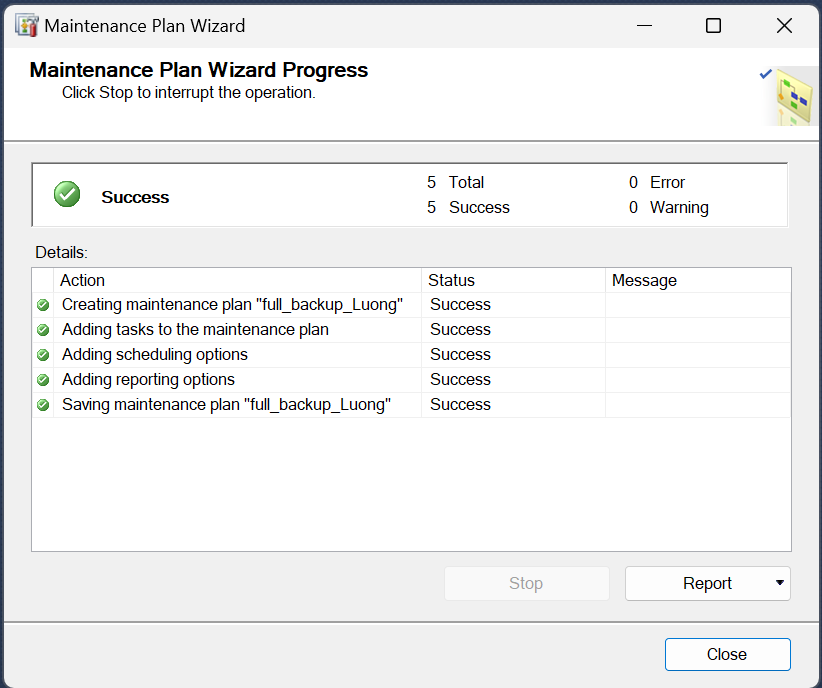 Maintenance Plan Wizard
Maintenance Plan Wizard Progress
Click Stop to interrupt the operation.
Success
5 Total
0 Error
5 Success
0 Warning
Details:
Action Status Message
Creating maintenance plan "full_backup_Luong" Success
Adding tasks to the maintenance plan Success
Adding scheduling options Success
Adding reporting options Success
Saving maintenance plan "full_backup_Luong" Success
Stop Report
Close